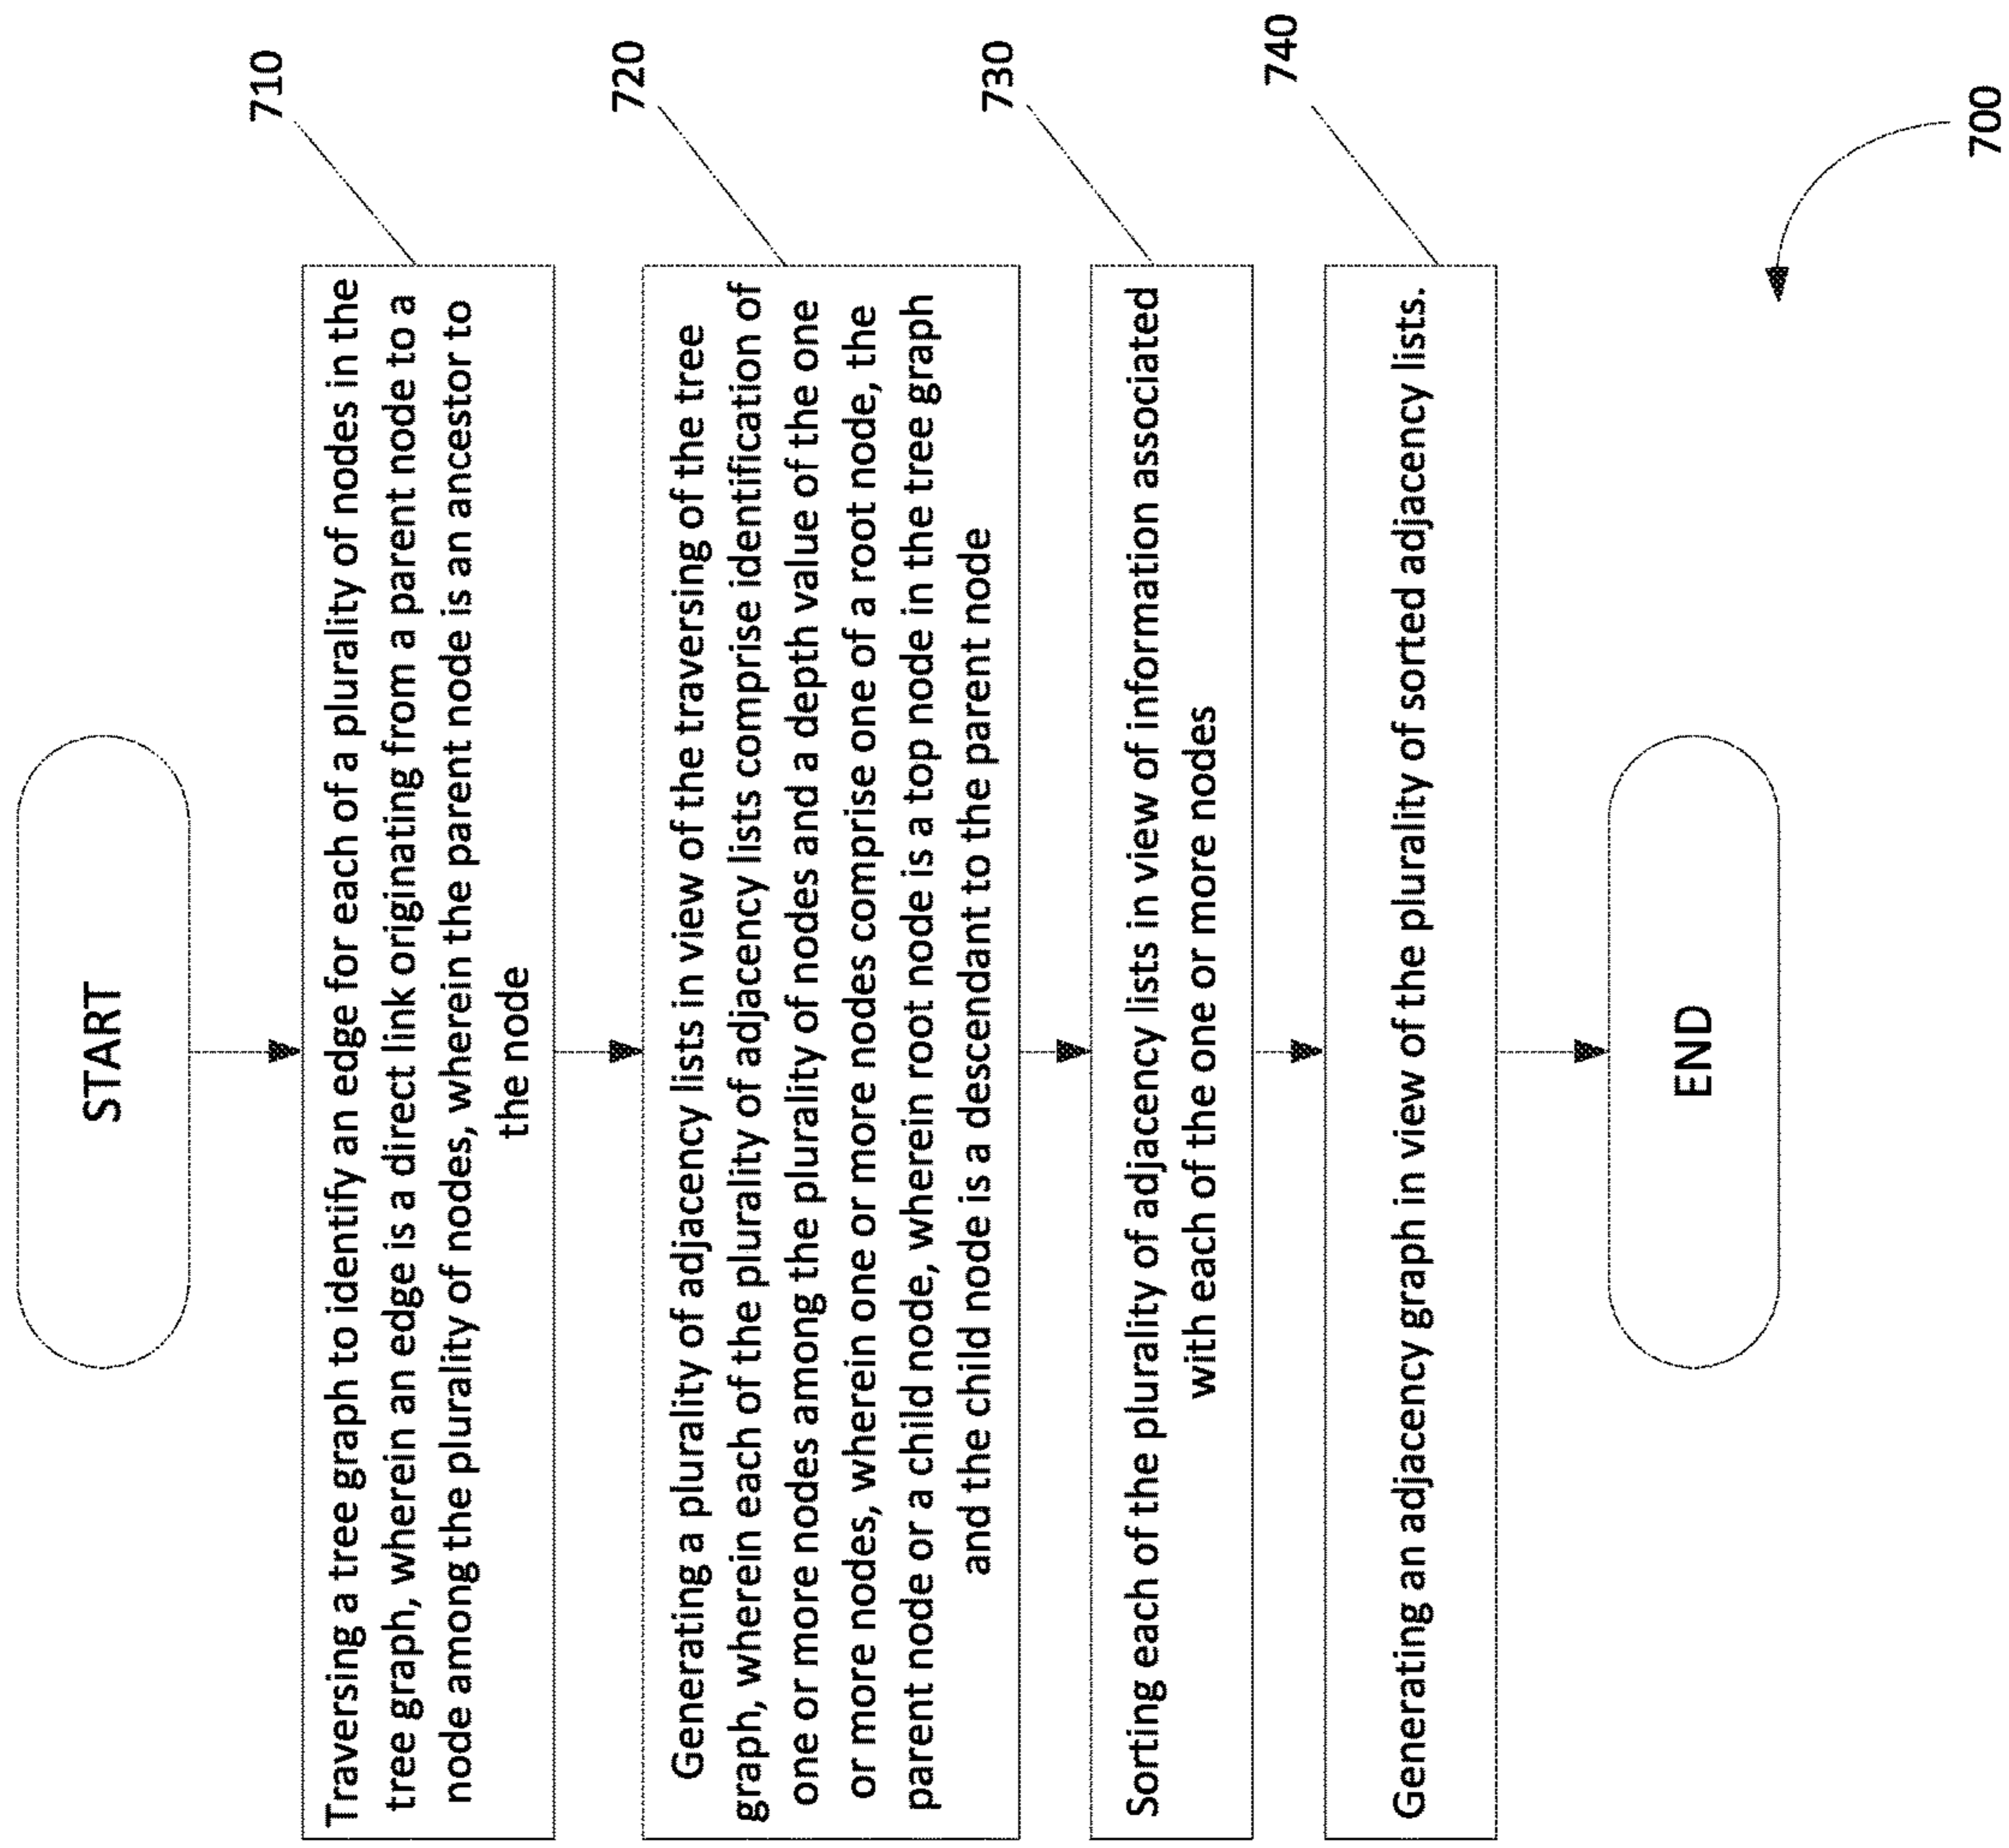 START
710
Traversing a tree graph to identify an edge for each of a plurality of nodes in the
tree graph, wherein an edge is a direct link originating from a parent node to a
node among the plurality of nodes, wherein the parent node is an ancestor to
the node
720
Generating a plurality of adjacency lists in view of the traversing of the tree
graph, wherein each of the plurality of adjacency lists comprise identification of
one or more nodes among the plurality of nodes and a depth value of the one
or more nodes, wherein one or more nodes comprise one of a root node, the
parent node or a child node, wherein root node is a top node in the tree graph
and the child node is a descendant to the parent node
730
Sorting each of the plurality of adjacency lists in view of information associated
with each of the one or more nodes
740
Generating an adjacency graph in view of the plurality of sorted adjacency lists.
END
700